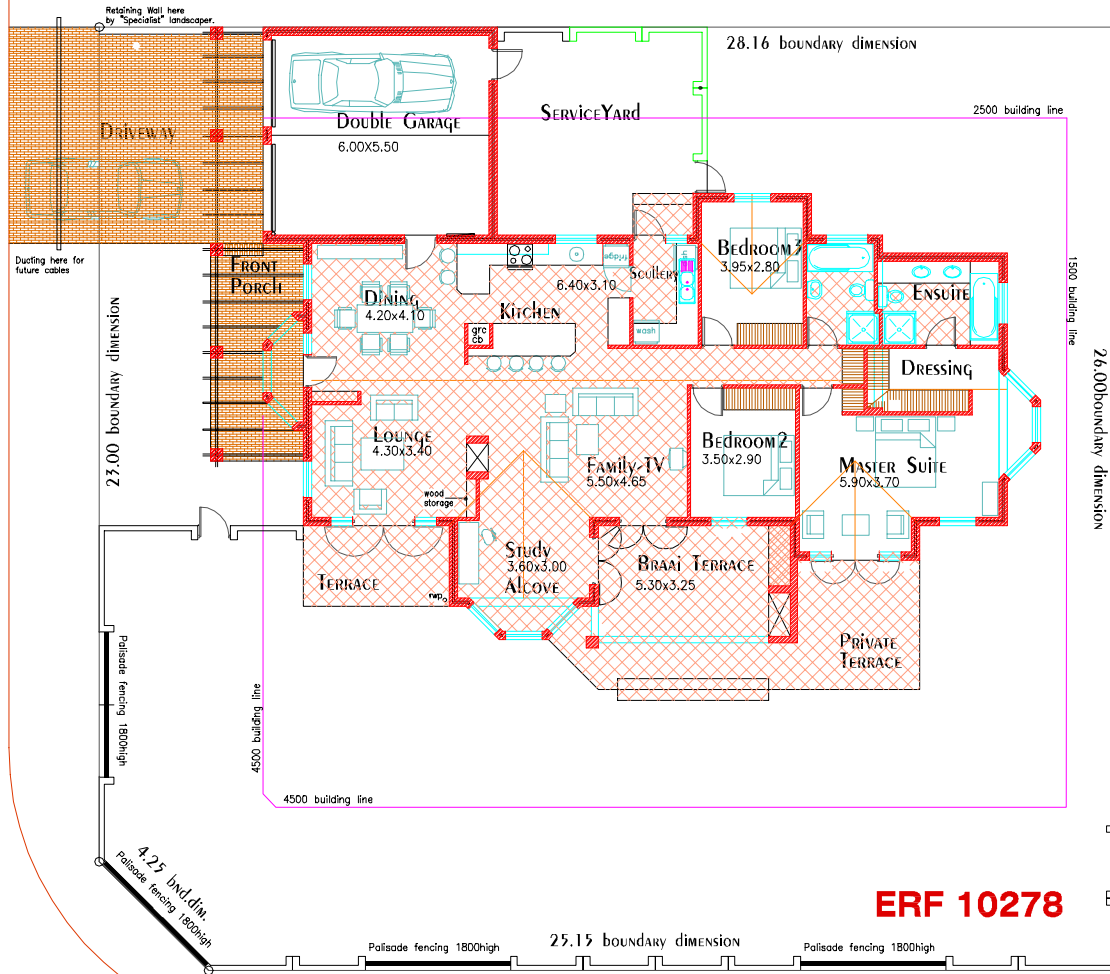 Retaining Wall here
by "Specialist" landscaper.
28.16 boundary dimension
2500 building line
Driveway
Double Garage
6.00X5.50
ServiceYard
Ducting here for
future cables
Front
Porch
Dining
4.20x4.10
Kitchen
6.40x3.10
fridge
Scullery
wash
grc
cb
Bedroom3
3.95x2.80
Ensuite
Dressing
1500 building line
23.00 boundary dimension
26.00boundary dimension
Lounge
4.30x3.40
wood
storage
Family-TV
5.50x4.65
Bedroom2
3.50x2.90
Master Suite
5.90x3.70
Study
3.60x3.00
Alcove
Braai Terrace
5.30x3.25
Terrace
rwp
Private
Terrace
Palisade fencing 1800high
4500 building line
4500 building line
4.25 bnd.dim.
Palisade fencing 1800high
ERF 10278
25.15 boundary dimension
Palisade fencing 1800high
Palisade fencing 1800high